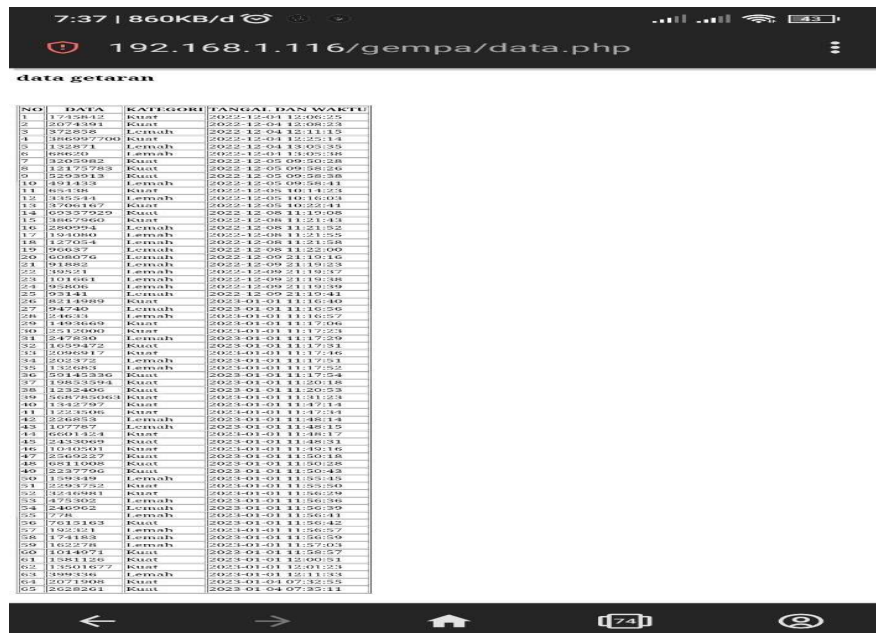 7:37 | 860KB/d
43
192.168.1.116/gempa/data.php
data getaran
NO DATA KATEGORI TANGAL DAN WAKTU
1 1745842 Kuat 2022-12-04 12:06:25
2 2074391 Kuat 2022-12-04 12:08:23
3 372858 Lemah 2022-12-04 12:11:15
4 386997700 Kuat 2022-12-04 12:25:14
5 132871 Lemah 2022-12-04 13:05:35
6 68620 Lemah 2022-12-04 13:05:38
7 3205982 Kuat 2022-12-05 09:50:28
8 12175783 Kuat 2022-12-05 09:58:26
9 5293913 Kuat 2022-12-05 09:58:38
10 491433 Lemah 2022-12-05 09:58:41
11 65438 Kuat 2022-12-05 10:14:23
12 335544 Lemah 2022-12-05 10:16:03
13 3706167 Kuat 2022-12-05 10:22:41
14 69357929 Kuat 2022-12-08 11:19:08
15 3867960 Kuat 2022-12-08 11:21:43
16 280994 Lemah 2022-12-08 11:21:52
17 194080 Lemah 2022-12-08 11:21:55
18 127054 Lemah 2022-12-08 11:21:58
19 96637 Lemah 2022-12-08 11:22:00
20 608076 Lemah 2022-12-09 21:19:16
21 91882 Lemah 2022-12-09 21:19:23
22 39521 Lemah 2022-12-09 21:19:37
23 101661 Lemah 2022-12-09 21:19:38
24 95806 Lemah 2022-12-09 21:19:39
25 93141 Lemah 2022-12-09 21:19:41
26 8214989 Kuat 2023-01-01 11:16:40
27 94740 Lemah 2023-01-01 11:16:56
28 24633 Lemah 2023-01-01 11:16:57
29 1493669 Kuat 2023-01-01 11:17:06
30 2512000 Kuat 2023-01-01 11:17:23
31 247830 Lemah 2023-01-01 11:17:29
32 1659472 Kuat 2023-01-01 11:17:31
33 2096917 Kuat 2023-01-01 11:17:46
34 202372 Lemah 2023-01-01 11:17:51
35 132683 Lemah 2023-01-01 11:17:52
36 59145336 Kuat 2023-01-01 11:17:54
37 19853594 Kuat 2023-01-01 11:20:18
38 1232406 Kuat 2023-01-01 11:20:53
39 568785063 Kuat 2023-01-01 11:31:23
40 1342797 Kuat 2023-01-01 11:47:14
41 1223506 Kuat 2023-01-01 11:47:34
42 226853 Lemah 2023-01-01 11:48:14
43 107787 Lemah 2023-01-01 11:48:15
44 6601424 Kuat 2023-01-01 11:48:17
45 2433069 Kuat 2023-01-01 11:48:31
46 1040501 Kuat 2023-01-01 11:49:16
47 2569227 Kuat 2023-01-01 11:50:18
48 6811008 Kuat 2023-01-01 11:50:28
49 2237796 Kuat 2023-01-01 11:50:43
50 159349 Lemah 2023-01-01 11:55:45
51 2293752 Kuat 2023-01-01 11:55:50
52 3246981 Kuat 2023-01-01 11:56:29
53 475302 Lemah 2023-01-01 11:56:36
54 246962 Lemah 2023-01-01 11:56:39
55 778 Lemah 2023-01-01 11:56:41
56 7615163 Kuat 2023-01-01 11:56:42
57 192321 Lemah 2023-01-01 11:56:57
58 174183 Lemah 2023-01-01 11:56:59
59 162278 Lemah 2023-01-01 11:57:03
60 1014971 Kuat 2023-01-01 11:58:57
61 1581126 Kuat 2023-01-01 12:00:51
62 13501677 Kuat 2023-01-01 12:01:23
63 399336 Lemah 2023-01-01 12:11:33
64 2071908 Kuat 2023-01-04 07:32:55
65 2628261 Kuat 2023-01-04 07:35:11
74